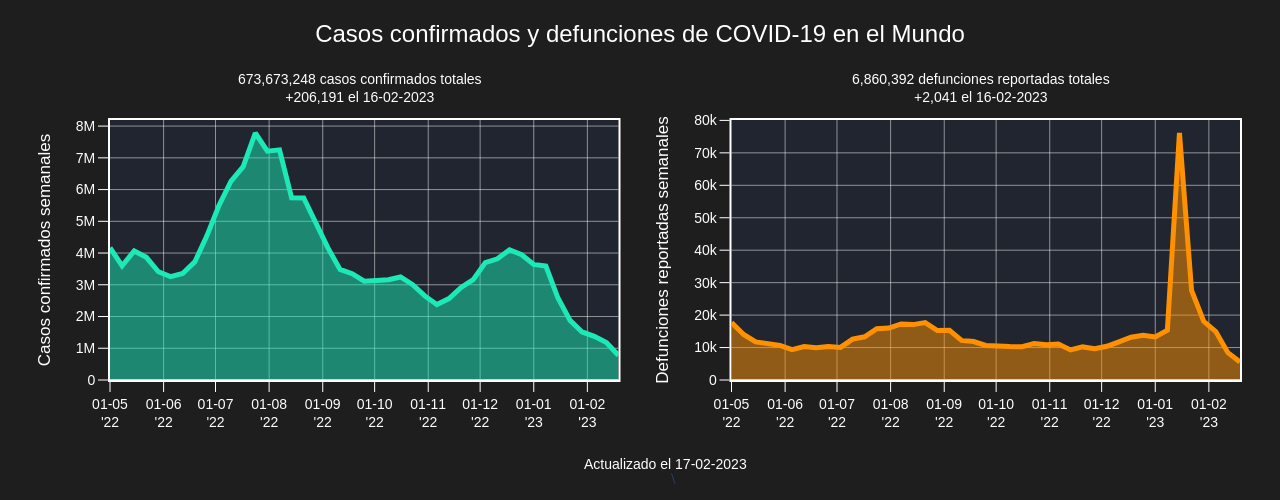 Casos confirmados y defunciones de COVID-19 en el Mundo
673,673,248 casos confirmados totales
+206,191 el 16-02-2023
Casos confirmados semanales
8M
7M
6M
5M
4M
3M
2M
1M
0
01-05 01-06 01-07 01-08 01-09 01-10 01-11 01-12 01-01 01-02
'22 '22 '22 '22 '22 '22 '22 '22 '23 '23
6,860,392 defunciones reportadas totales
+2,041 el 16-02-2023
Defunciones reportadas semanales
80k
70k
60k
50k
40k
30k
20k
10k
0
01-05 01-06 01-07 01-08 01-09 01-10 01-11 01-12 01-01 01-02
'22 '22 '22 '22 '22 '22 '22 '22 '23 '23
Actualizado el 17-02-2023
\